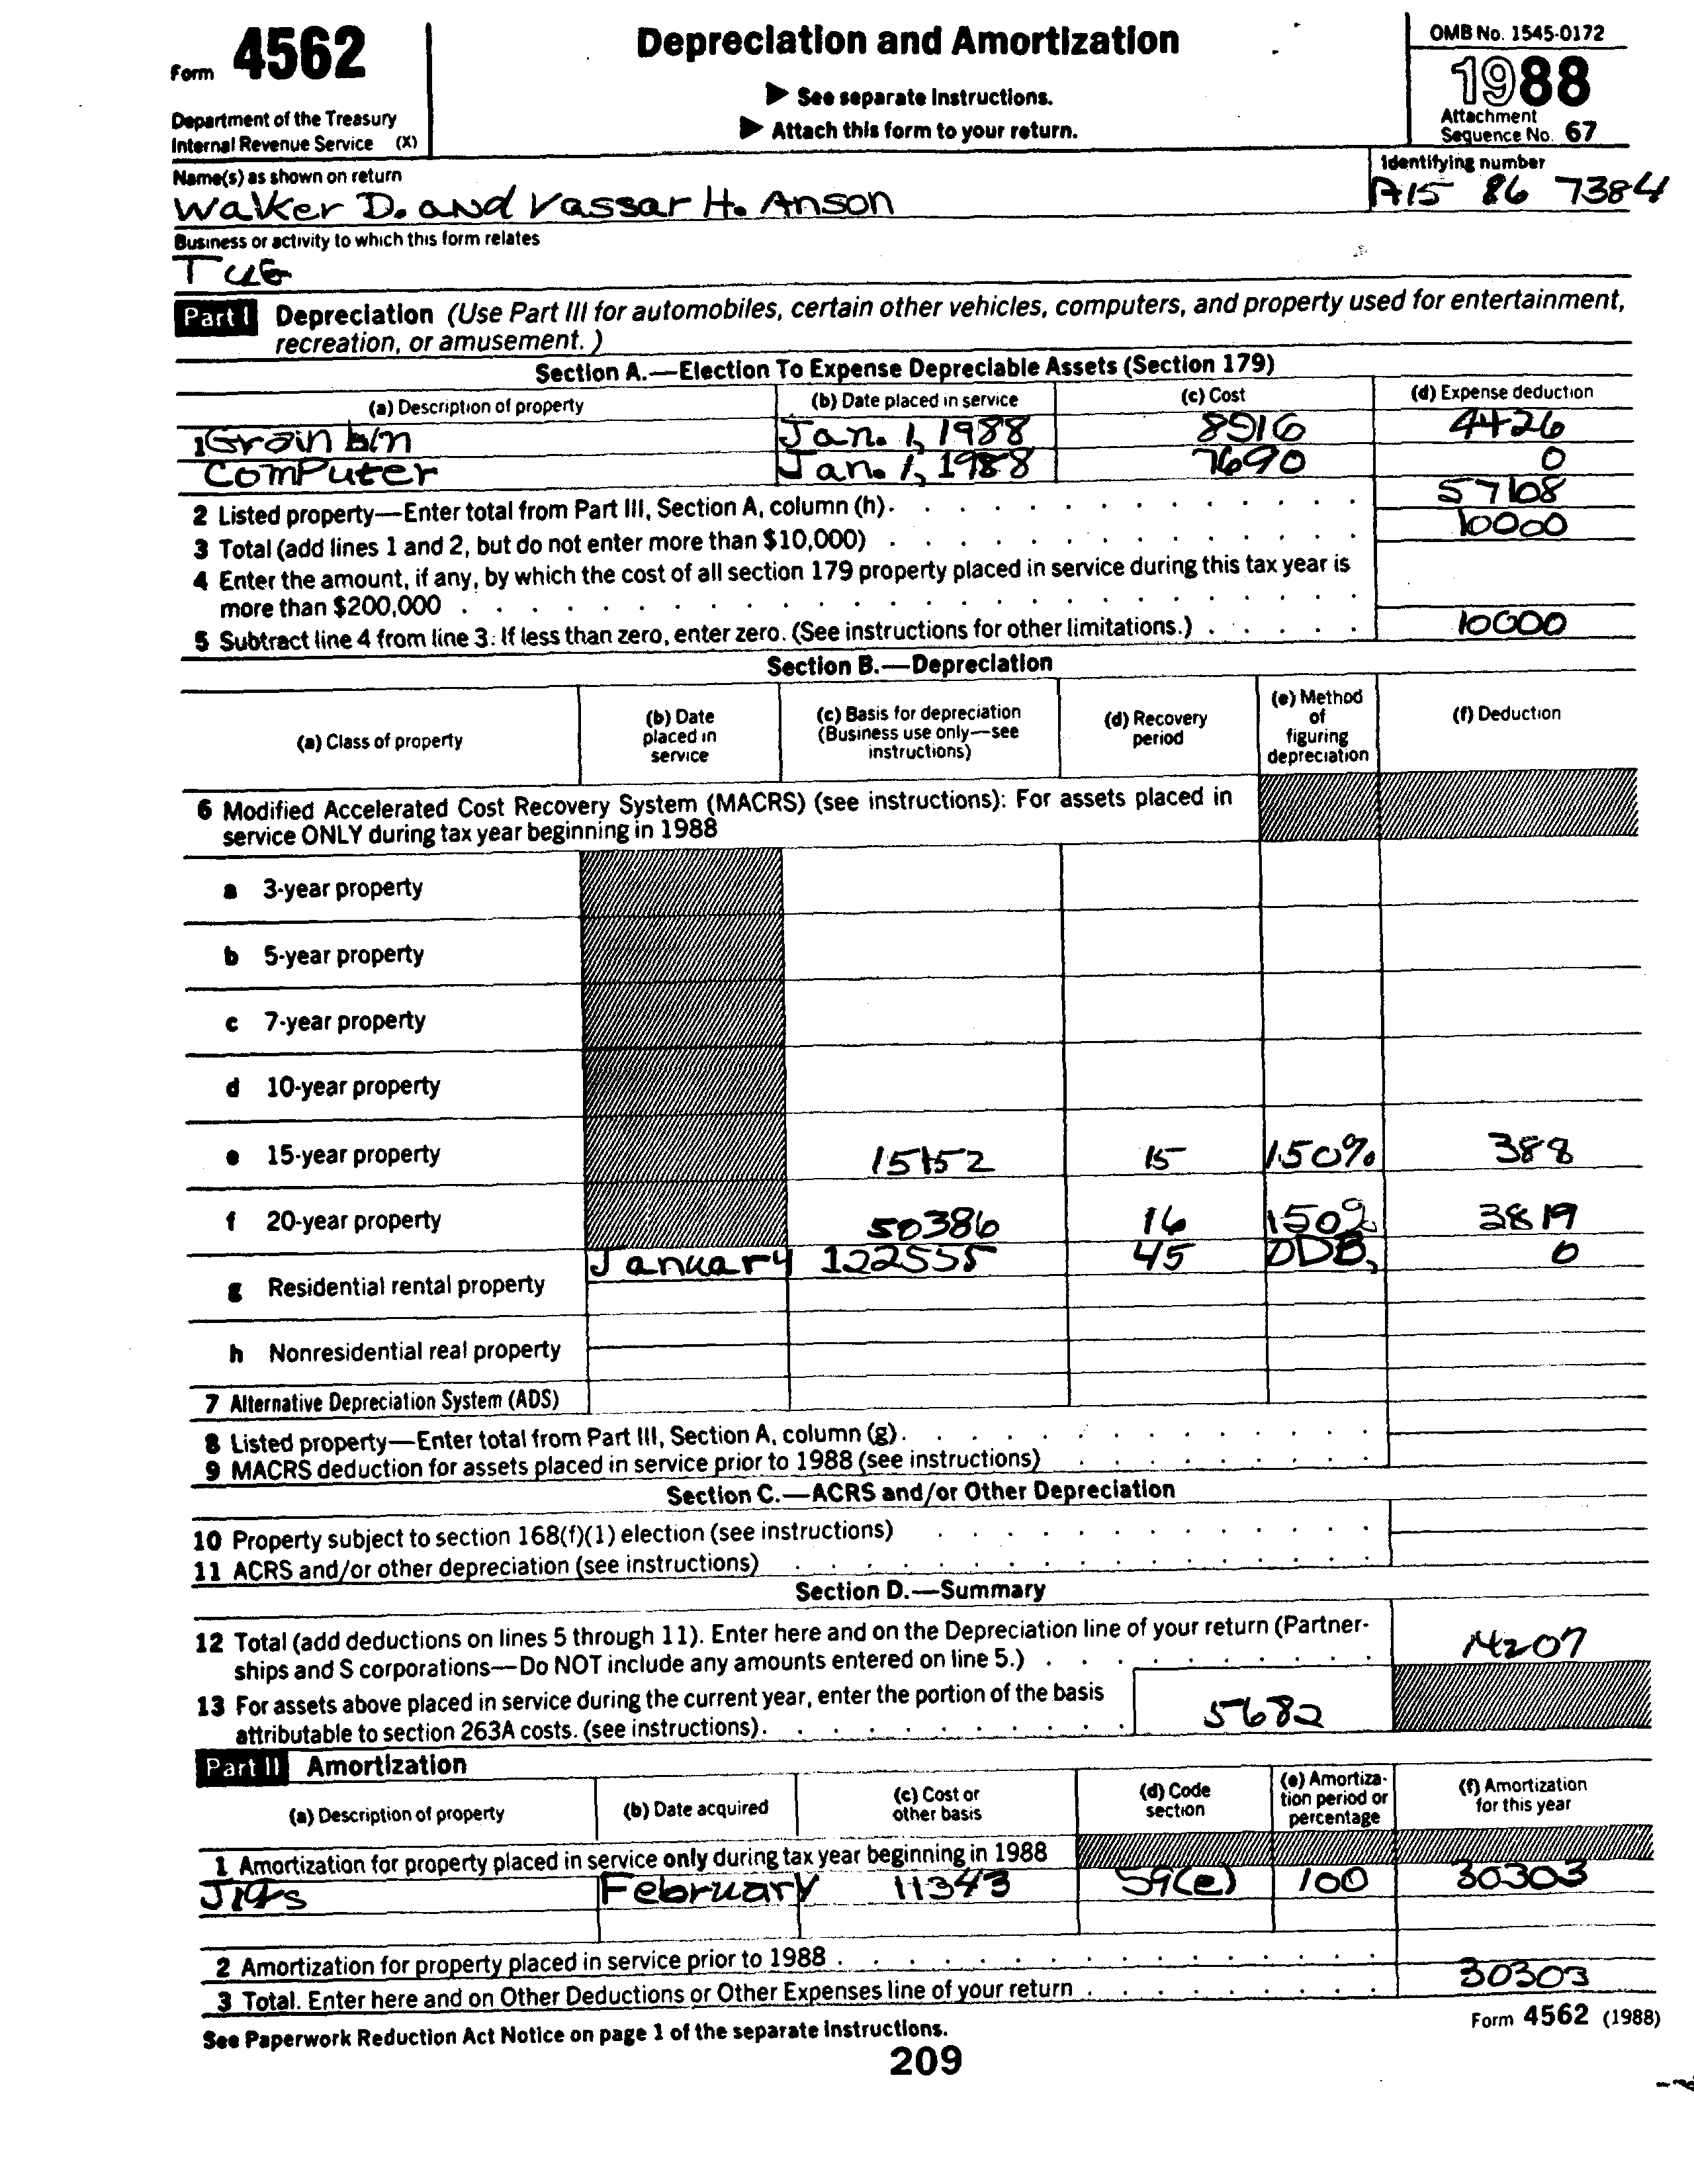 Form 4562
Department of the Treasury
Internal Revenue Service (X)
Depreciation and Amortization
▶ See separate Instructions.
▶ Attach this form to your return.
OMB No. 1545-0172
1988
Attachment
Sequence No. 67
Name(s) as shown on return
Walker D. and Vassar H. Anson
Identifying number
A15 86 7384
Business or activity to which this form relates
TUG
Part I Depreciation (Use Part III for automobiles, certain other vehicles, computers, and property used for entertainment,
recreation, or amusement.)
Section A.—Election To Expense Depreciable Assets (Section 179)
(a) Description of property (b) Date placed in service (c) Cost (d) Expense deduction
1 Grain bin Jan. 1, 1988 8916 4426
Computer Jan. 1, 1988 7690 0
2 Listed property—Enter total from Part III, Section A, column (h). 57168
3 Total (add lines 1 and 2, but do not enter more than $10,000) 10000
4 Enter the amount, if any, by which the cost of all section 179 property placed in service during this tax year is
more than $200,000
5 Subtract line 4 from line 3. If less than zero, enter zero. (See instructions for other limitations.) 10000
Section B.—Depreciation
(a) Class of property
(b) Date
placed in
service
(c) Basis for depreciation
(Business use only—see
instructions)
(d) Recovery
period
(e) Method
of
figuring
depreciation
(f) Deduction
6 Modified Accelerated Cost Recovery System (MACRS) (see instructions): For assets placed in
service ONLY during tax year beginning in 1988
a 3-year property
b 5-year property
c 7-year property
d 10-year property
e 15-year property 15152 15 150% 388
f 20-year property 50386 16 150% 3819
January 122555 45 DDB, 0
g Residential rental property
h Nonresidential real property
7 Alternative Depreciation System (ADS)
8 Listed property—Enter total from Part III, Section A, column (g).
9 MACRS deduction for assets placed in service prior to 1988 (see instructions)
Section C.—ACRS and/or Other Depreciation
10 Property subject to section 168(f)(1) election (see instructions)
11 ACRS and/or other depreciation (see instructions)
Section D.—Summary
12 Total (add deductions on lines 5 through 11). Enter here and on the Depreciation line of your return (Partner-
ships and S corporations—Do NOT include any amounts entered on line 5.) 14207
13 For assets above placed in service during the current year, enter the portion of the basis
attributable to section 263A costs. (see instructions). 5682
Part II Amortization
(a) Description of property
(b) Date acquired
(c) Cost or
other basis
(d) Code
section
(e) Amortiza-
tion period or
percentage
(f) Amortization
for this year
1 Amortization for property placed in service only during tax year beginning in 1988
Jigs February 11343 59(e) 100 30303
2 Amortization for property placed in service prior to 1988
3 Total. Enter here and on Other Deductions or Other Expenses line of your return 30303
See Paperwork Reduction Act Notice on page 1 of the separate instructions.
Form 4562 (1988)
209